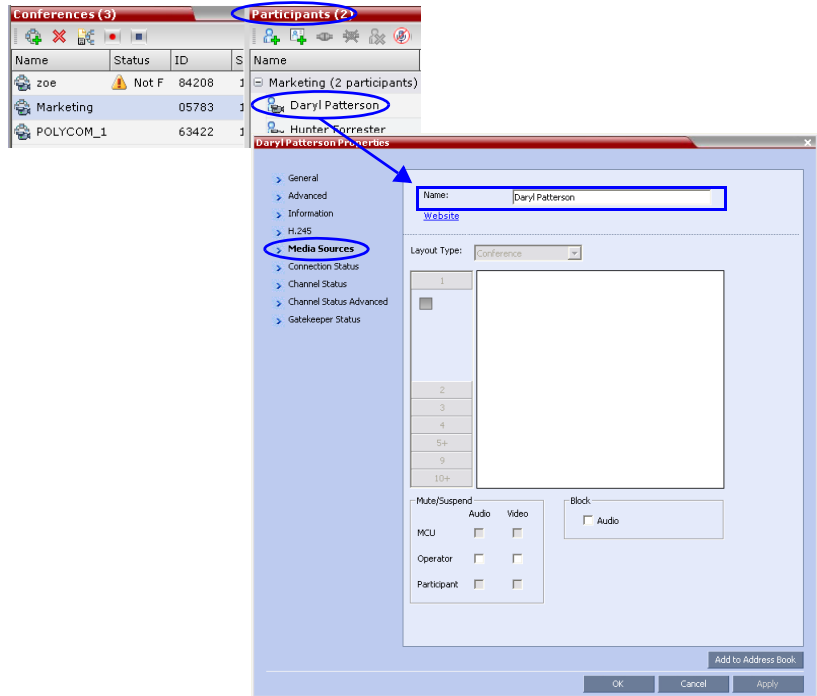 Conferences (3)
Participants (2)
Name Status ID S
Name
zoe Not F 84208 1
Marketing (2 participants)
Marketing 05783 1
Daryl Patterson
POLYCOM_1 63422 1
Hunter Forrester
Daryl Patterson Properties
General
Advanced
Information
H.245
Media Sources
Connection Status
Channel Status
Channel Status Advanced
Gatekeeper Status
Name: Daryl Patterson
Website
Layout Type: Conference
1
2
3
4
5+
9
10+
Mute/Suspend
Audio Video
MCU
Operator
Participant
Block
Audio
Add to Address Book
OK Cancel Apply